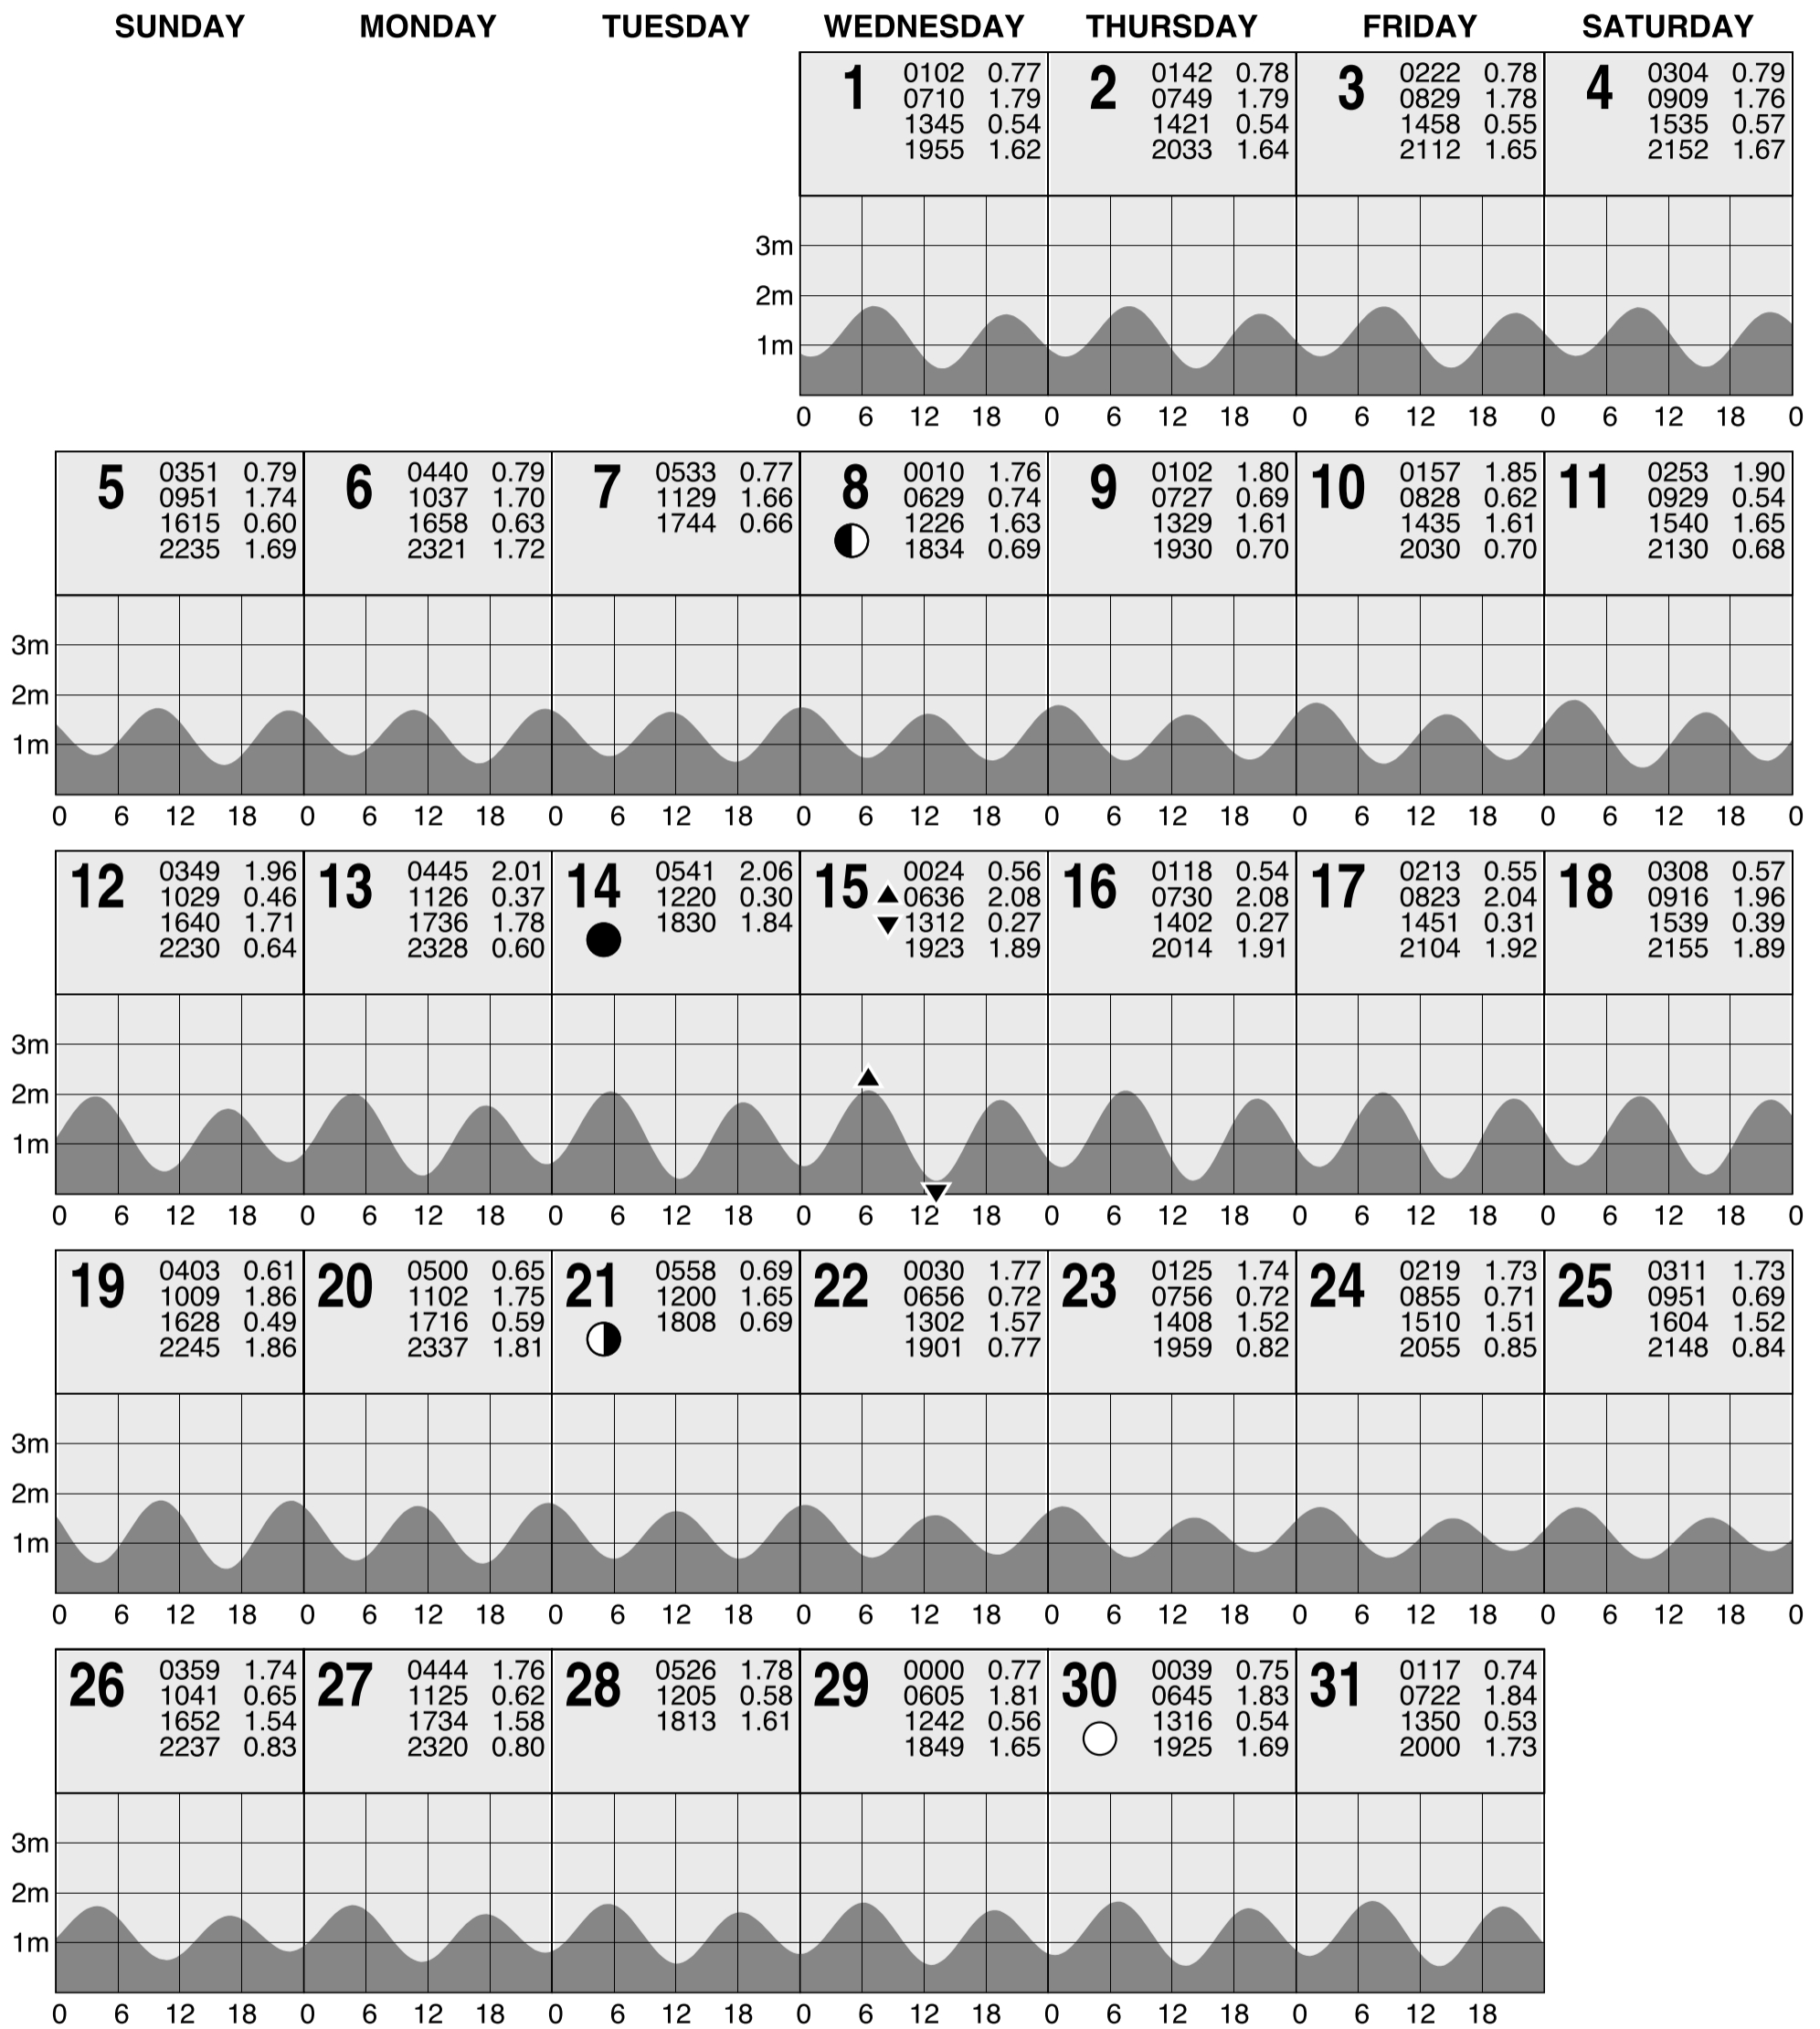 SUNDAY MONDAY TUESDAY WEDNESDAY THURSDAY FRIDAY SATURDAY
1 0102 0.77 2 0142 0.78 3 0222 0.78 4 0304 0.79
0710 1.79 0749 1.79 0829 1.78 0909 1.76
1345 0.54 1421 0.54 1458 0.55 1535 0.57
1955 1.62 2033 1.64 2112 1.65 2152 1.67
3m
2m
1m
0 6 12 18 0 6 12 18 0 6 12 18 0 6 12 18 0
5 0351 0.79 6 0440 0.79 7 0533 0.77 8 0010 1.76 9 0102 1.80 10 0157 1.85 11 0253 1.90
0951 1.74 1037 1.70 1129 1.66 0629 0.74 0727 0.69 0828 0.62 0929 0.54
1615 0.60 1658 0.63 1744 0.66 1226 1.63 1329 1.61 1435 1.61 1540 1.65
2235 1.69 2321 1.72 1834 0.69 1930 0.70 2030 0.70 2130 0.68
3m
2m
1m
0 6 12 18 0 6 12 18 0 6 12 18 0 6 12 18 0 6 12 18 0 6 12 18 0 6 12 18 0
12 0349 1.96 13 0445 2.01 14 0541 2.06 15 0024 0.56 16 0118 0.54 17 0213 0.55 18 0308 0.57
1029 0.46 1126 0.37 1220 0.30 0636 2.08 0730 2.08 0823 2.04 0916 1.96
1640 1.71 1736 1.78 1830 1.84 1312 0.27 1402 0.27 1451 0.31 1539 0.39
2230 0.64 2328 0.60 1923 1.89 2014 1.91 2104 1.92 2155 1.89
3m
2m
1m
0 6 12 18 0 6 12 18 0 6 12 18 0 6 12 18 0 6 12 18 0 6 12 18 0 6 12 18 0
19 0403 0.61 20 0500 0.65 21 0558 0.69 22 0030 1.77 23 0125 1.74 24 0219 1.73 25 0311 1.73
1009 1.86 1102 1.75 1200 1.65 0656 0.72 0756 0.72 0855 0.71 0951 0.69
1628 0.49 1716 0.59 1808 0.69 1302 1.57 1408 1.52 1510 1.51 1604 1.52
2245 1.86 2337 1.81 1901 0.77 1959 0.82 2055 0.85 2148 0.84
3m
2m
1m
0 6 12 18 0 6 12 18 0 6 12 18 0 6 12 18 0 6 12 18 0 6 12 18 0 6 12 18 0
26 0359 1.74 27 0444 1.76 28 0526 1.78 29 0000 0.77 30 0039 0.75 31 0117 0.74
1041 0.65 1125 0.62 1205 0.58 0605 1.81 0645 1.83 0722 1.84
1652 1.54 1734 1.58 1813 1.61 1242 0.56 1316 0.54 1350 0.53
2237 0.83 2320 0.80 1849 1.65 1925 1.69 2000 1.73
3m
2m
1m
0 6 12 18 0 6 12 18 0 6 12 18 0 6 12 18 0 6 12 18 0 6 12 18